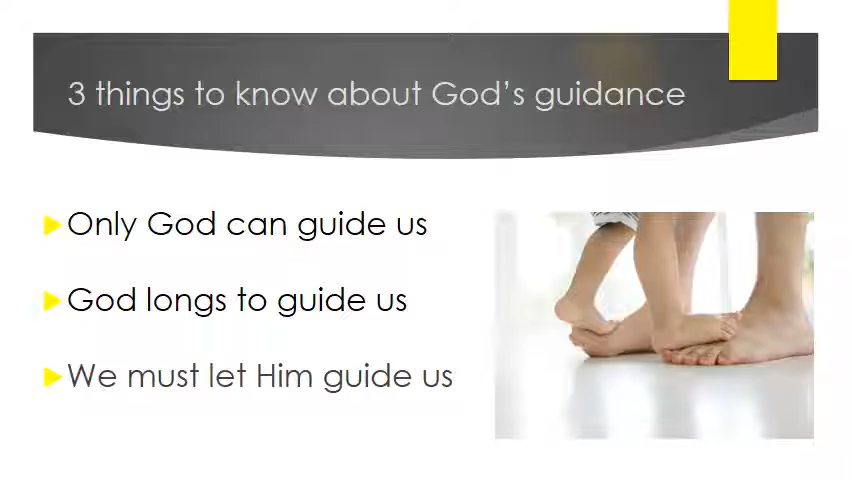 3 things to know about God’s guidance
Only God can guide us
God longs to guide us
We must let Him guide us